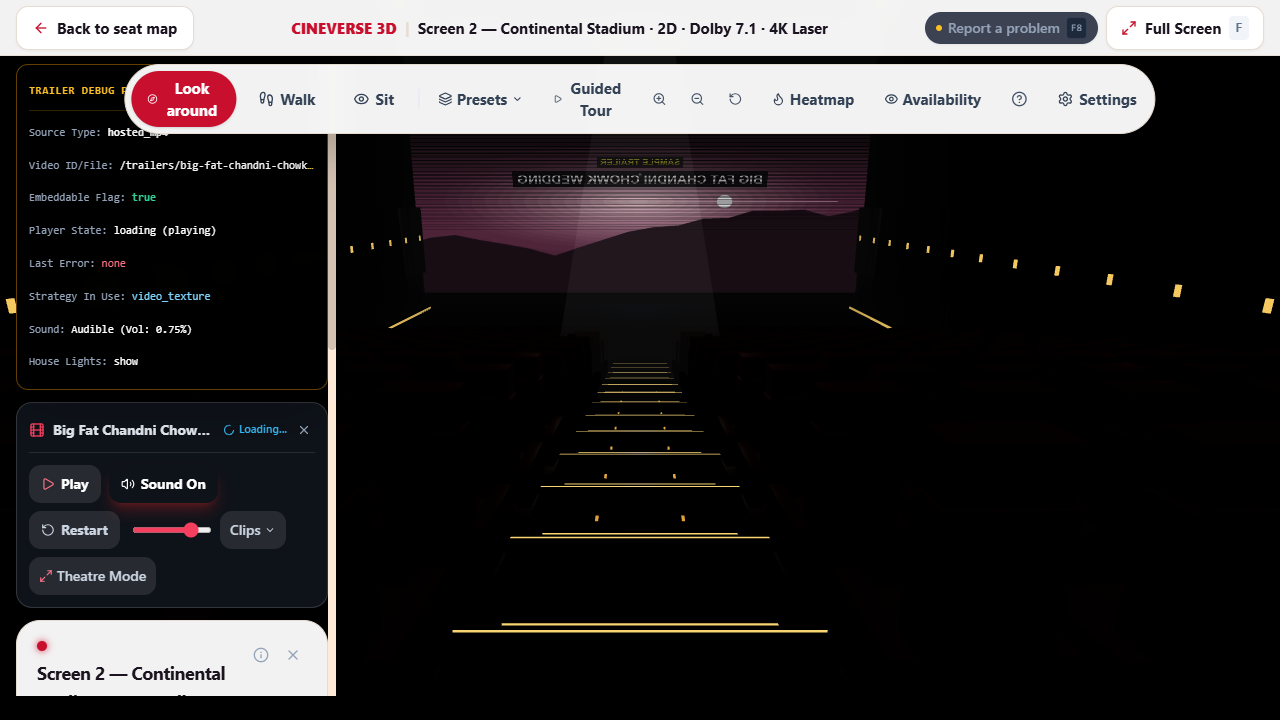 Back to seat map
CINEVERSE 3D | Screen 2 — Continental Stadium · 2D · Dolby 7.1 · 4K Laser
Report a problem F8
Full Screen F
TRAILER DEBUG
Look around
Walk
Sit
Presets
Guided Tour
Heatmap
Availability
Settings
Source Type: hosted_mp4
Video ID/File: /trailers/big-fat-chandni-chowk…
Embeddable Flag: true
Player State: loading (playing)
Last Error: none
Strategy In Use: video_texture
Sound: Audible (Vol: 0.75%)
House Lights: show
SAMPLE TRAILER
BIG FAT CHANDNI CHOWK WEDDING
Big Fat Chandni Chow...
Loading...
Play
Sound On
Restart
Clips
Theatre Mode
Screen 2 — Continental